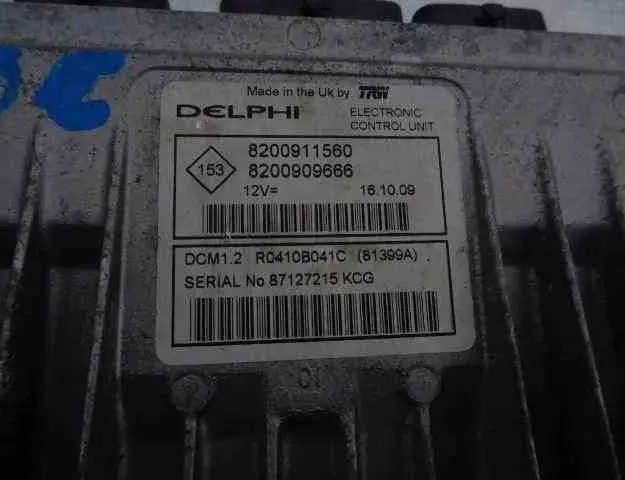 Made in the Uk by TRW
DELPHI ELECTRONIC
CONTROL UNIT
153
8200911560
8200909666
12V= 16.10.09
DCM1.2 R0410B041C (81399A)
SERIAL No 87127215 KCG